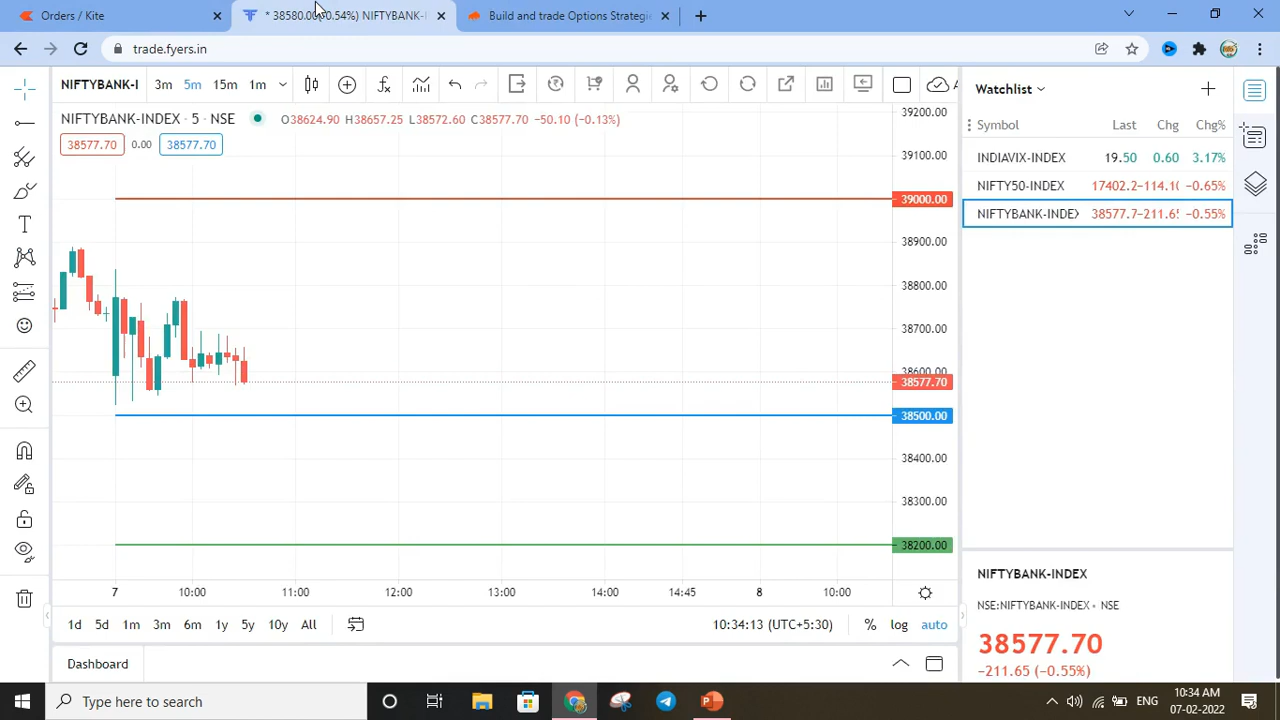 Orders / Kite
* 38580.00(0.54%) NIFTYBANK-I
Build and trade Options Strategi
trade.fyers.in
NIFTYBANK-I 3m 5m 15m 1m
A
NIFTYBANK-INDEX · 5 · NSE O38624.90 H38657.25 L38572.60 C38577.70 −50.10 (−0.13%)
38577.70 0.00 38577.70
39200.00
39100.00
39000.00
38900.00
38800.00
38700.00
38600.00
38577.70
38500.00
38400.00
38300.00
38200.00
7 10:00 11:00 12:00 13:00 14:00 14:45 8 10:00
1d 5d 1m 3m 6m 1y 5y 10y All 10:34:13 (UTC+5:30) % log auto
Dashboard
Watchlist
Symbol Last Chg Chg%
INDIAVIX-INDEX 19.50 0.60 3.17%
NIFTY50-INDEX 17402.2 −114.1( −0.65%
NIFTYBANK-INDEX 38577.7 −211.65 −0.55%
NIFTYBANK-INDEX
NSE:NIFTYBANK-INDEX • NSE
38577.70
−211.65 (−0.55%)
Type here to search
ENG
10:34 AM
07-02-2022